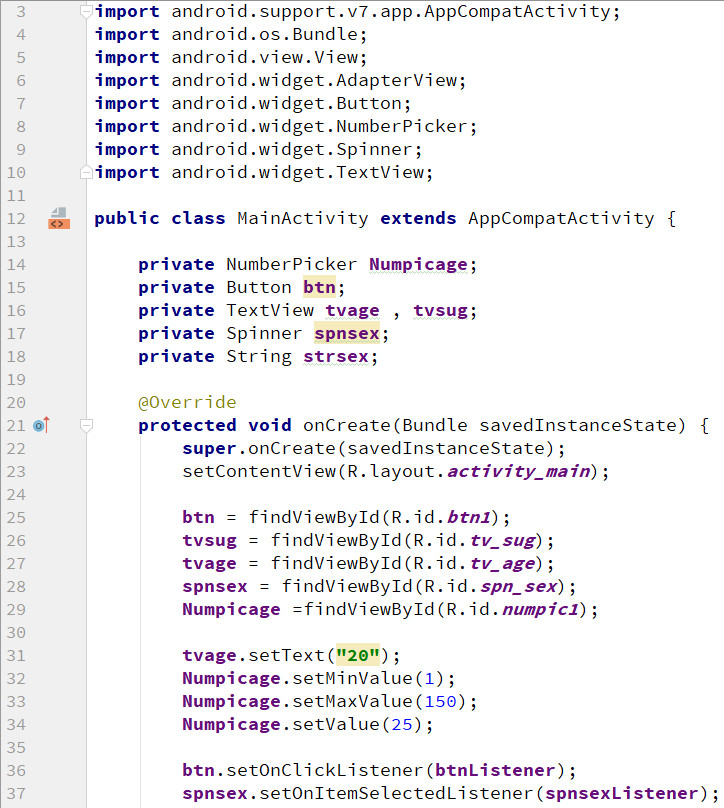 3 import android.support.v7.app.AppCompatActivity;
4 import android.os.Bundle;
5 import android.view.View;
6 import android.widget.AdapterView;
7 import android.widget.Button;
8 import android.widget.NumberPicker;
9 import android.widget.Spinner;
10 import android.widget.TextView;
11
12 public class MainActivity extends AppCompatActivity {
13
14 private NumberPicker Numpicage;
15 private Button btn;
16 private TextView tvage , tvsug;
17 private Spinner spnsex;
18 private String strsex;
19
20 @Override
21 protected void onCreate(Bundle savedInstanceState) {
22 super.onCreate(savedInstanceState);
23 setContentView(R.layout.activity_main);
24
25 btn = findViewById(R.id.btn1);
26 tvsug = findViewById(R.id.tv_sug);
27 tvage = findViewById(R.id.tv_age);
28 spnsex = findViewById(R.id.spn_sex);
29 Numpicage =findViewById(R.id.numpic1);
30
31 tvage.setText("20");
32 Numpicage.setMinValue(1);
33 Numpicage.setMaxValue(150);
34 Numpicage.setValue(25);
35
36 btn.setOnClickListener(btnListener);
37 spnsex.setOnItemSelectedListener(spnsexListener);